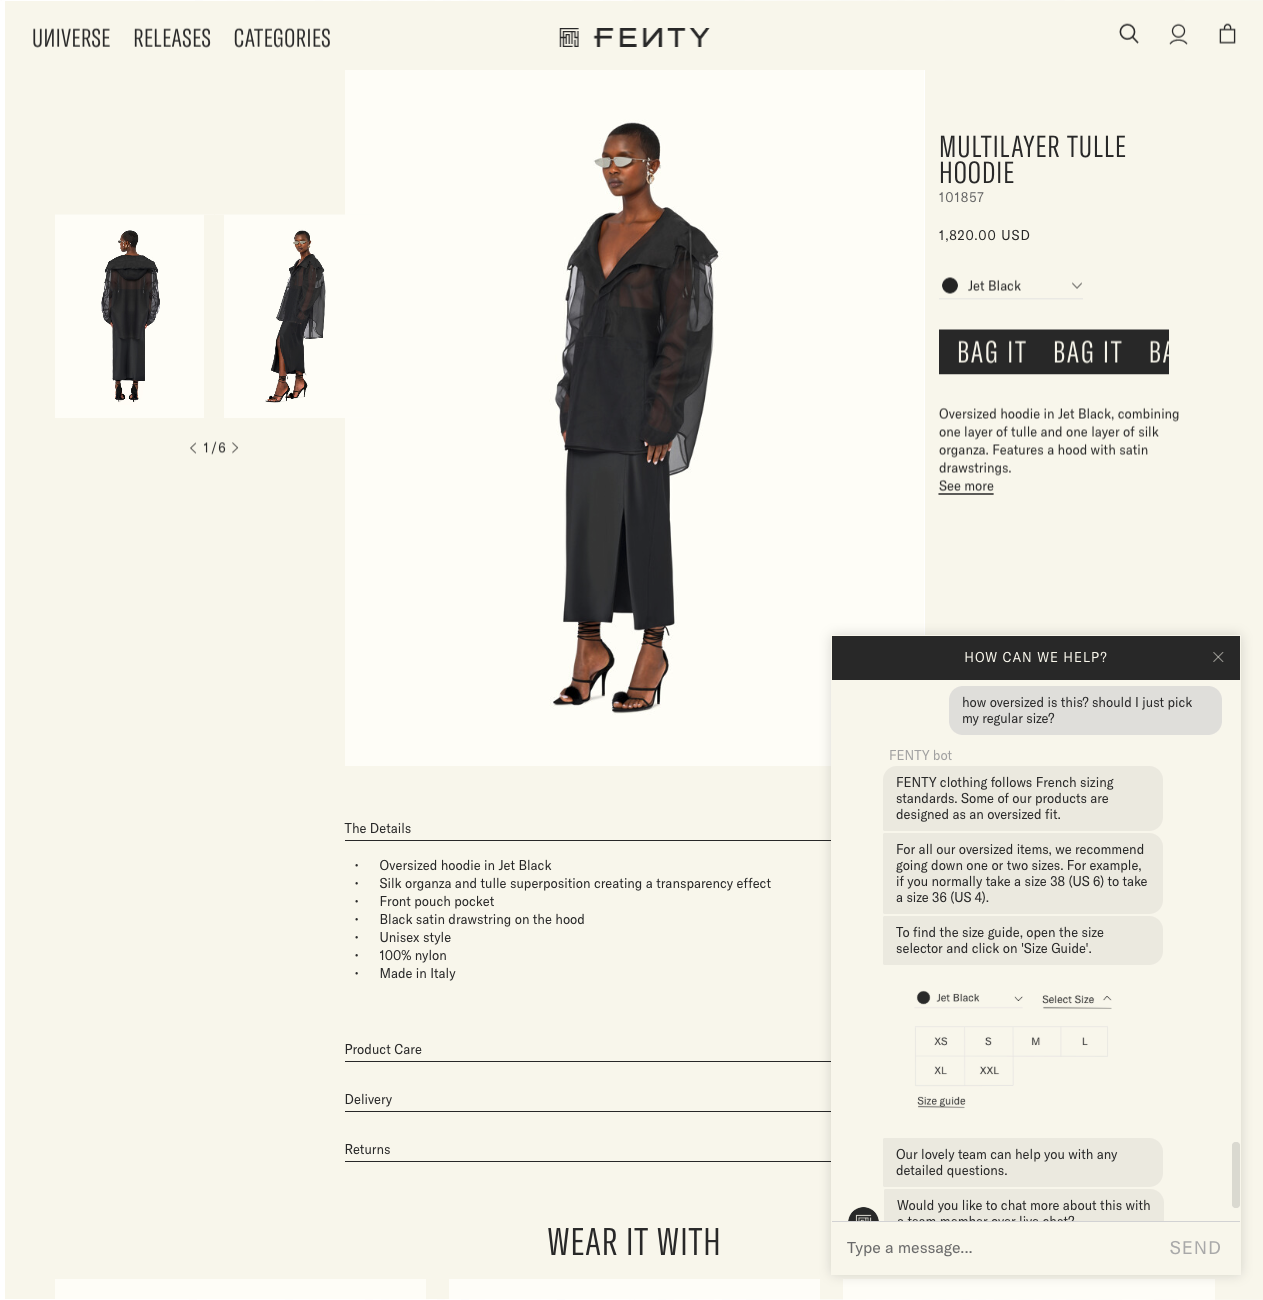 UNIVERSE RELEASES CATEGORIES
FENTY
MULTILAYER TULLE
HOODIE
101857
1,820.00 USD
Jet Black
BAG IT BAG IT BA
Oversized hoodie in Jet Black, combining
one layer of tulle and one layer of silk
organza. Features a hood with satin
drawstrings.
See more
1/6
The Details
• Oversized hoodie in Jet Black
• Silk organza and tulle superposition creating a transparency effect
• Front pouch pocket
• Black satin drawstring on the hood
• Unisex style
• 100% nylon
• Made in Italy
Product Care
Delivery
Returns
WEAR IT WITH
HOW CAN WE HELP?
how oversized is this? should I just pick
my regular size?
FENTY bot
FENTY clothing follows French sizing
standards. Some of our products are
designed as an oversized fit.
For all our oversized items, we recommend
going down one or two sizes. For example,
if you normally take a size 38 (US 6) to take
a size 36 (US 4).
To find the size guide, open the size
selector and click on 'Size Guide'.
Jet Black Select Size
XS S M L
XL XXL
Size guide
Our lovely team can help you with any
detailed questions.
Would you like to chat more about this with
a team member over live chat?
Type a message... SEND